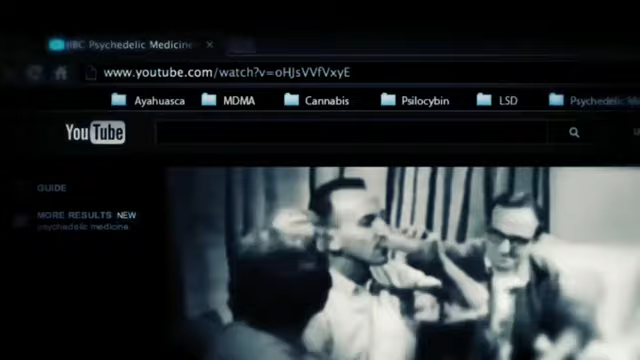 Psychedelic Medicine
www.youtube.com/watch?v=oHJsVVfVxyE
Ayahuasca MDMA Cannabis Psilocybin LSD Psychedelic
YouTube
GUIDE
MORE RESULTS NEW
psychedelic medicine